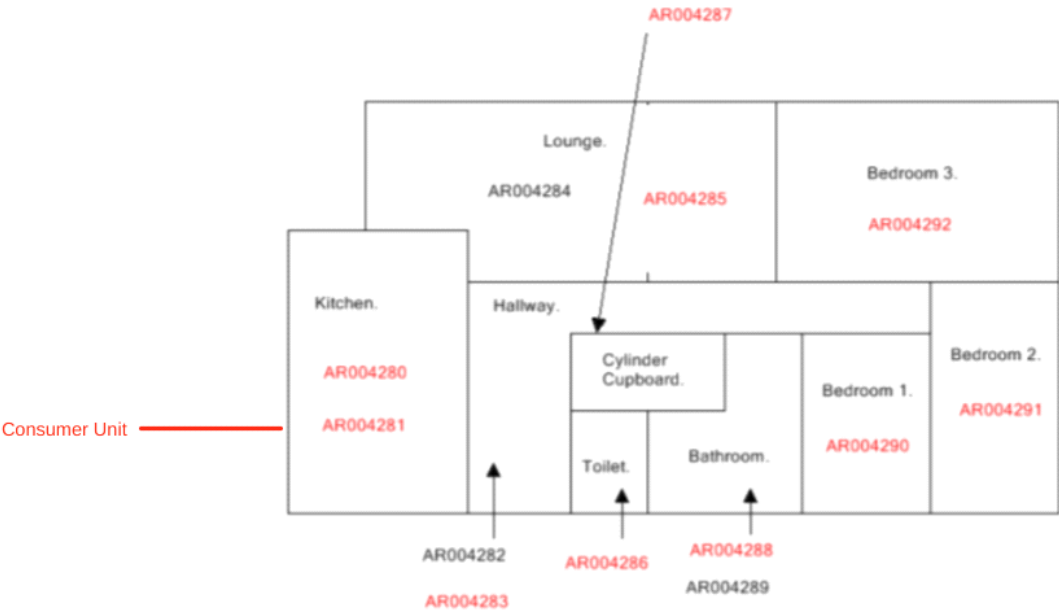 AR004287
Lounge.
AR004284
AR004285
Bedroom 3.
AR004292
Kitchen.
AR004280
AR004281
Consumer Unit
Hallway.
Cylinder
Cupboard.
Toilet.
Bathroom.
Bedroom 1.
AR004290
Bedroom 2.
AR004291
AR004282
AR004283
AR004286
AR004288
AR004289